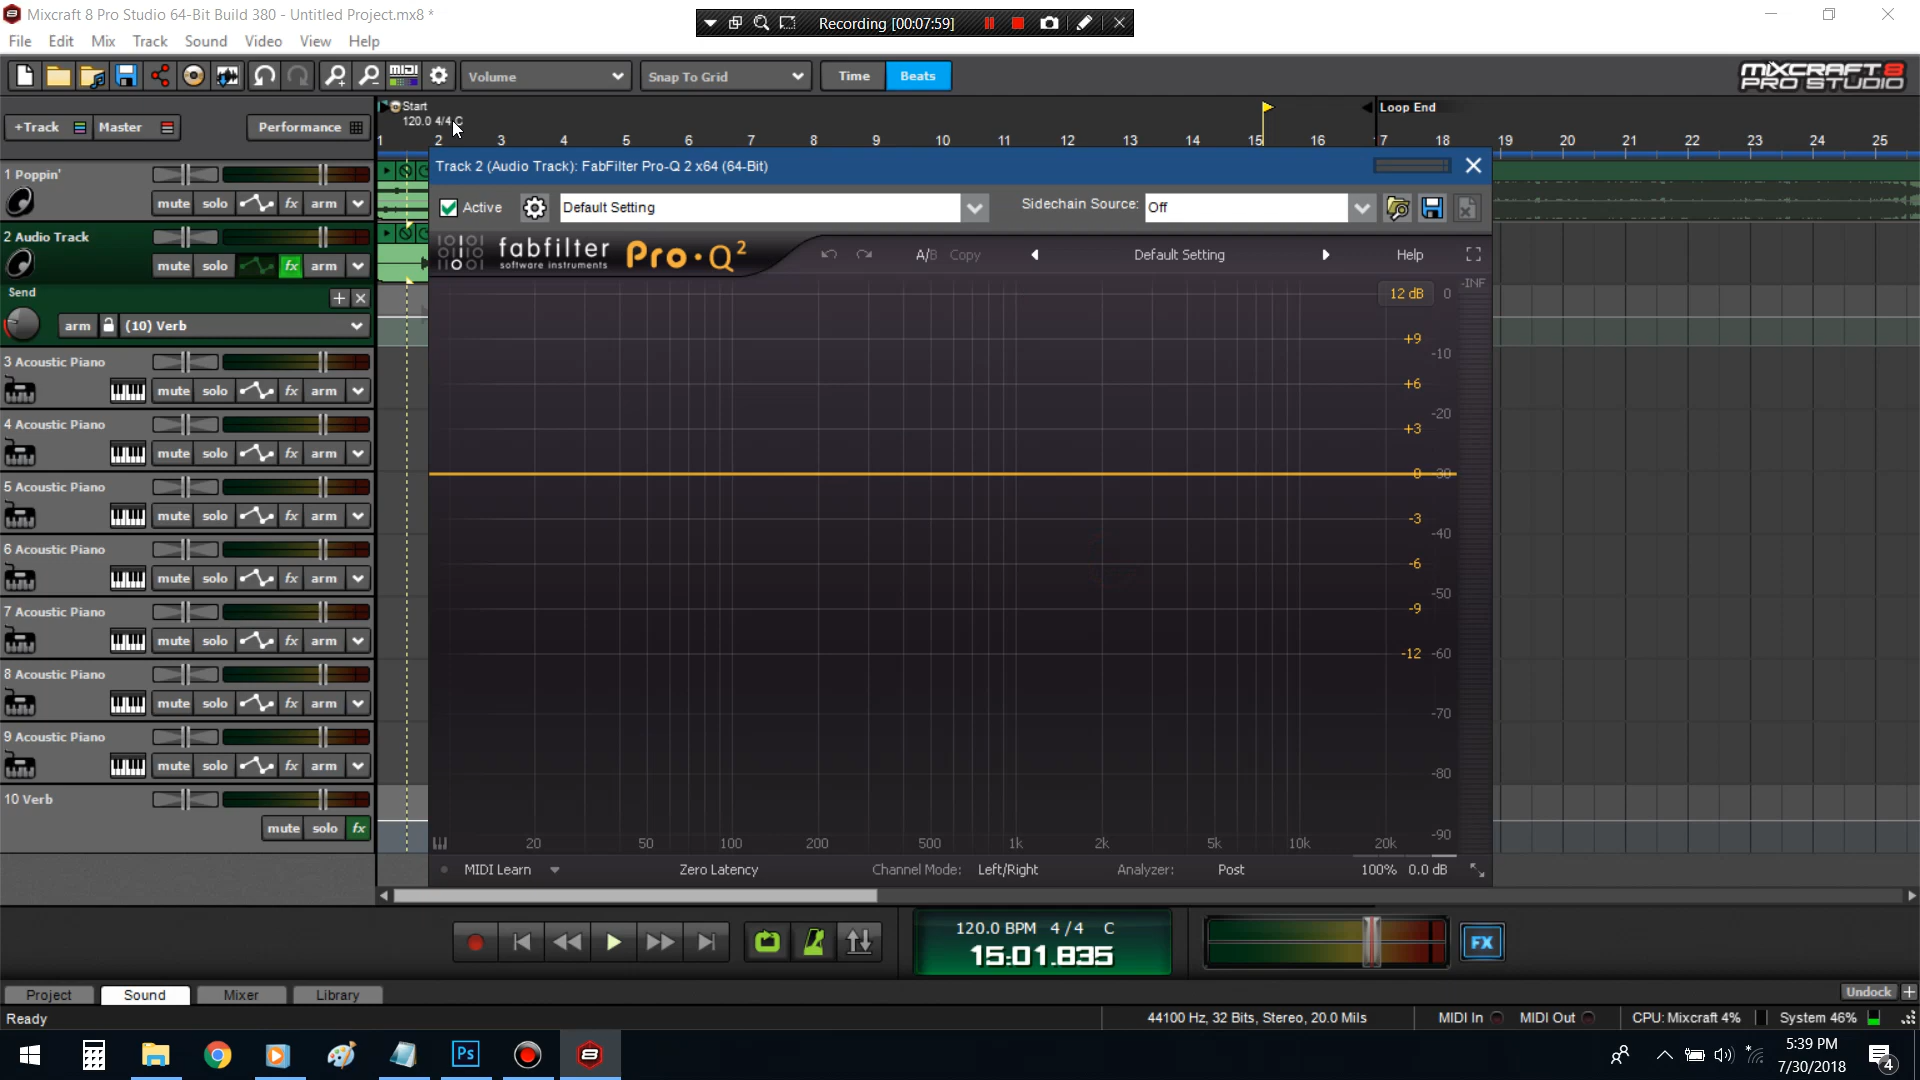 Mixcraft 8 Pro Studio 64-Bit Build 380 - Untitled Project.mx8 *
Recording [00:07:59]
File Edit Mix Track Sound Video View Help
MIDI
Volume
Snap To Grid
Time Beats
MIXCRAFT 8
PRO STUDIO
Start
120.0 4/4 C
Loop End
+Track Master Performance
1 2 3 4 5 6 7 8 9 10 11 12 13 14 15 16 17 18 19 20 21 22 23 24 25
1 Poppin'
mute solo fx arm
2 Audio Track
mute solo fx arm
Send
arm (10) Verb
3 Acoustic Piano
mute solo fx arm
4 Acoustic Piano
mute solo fx arm
5 Acoustic Piano
mute solo fx arm
6 Acoustic Piano
mute solo fx arm
7 Acoustic Piano
mute solo fx arm
8 Acoustic Piano
mute solo fx arm
9 Acoustic Piano
mute solo fx arm
10 Verb
mute solo fx
Track 2 (Audio Track): FabFilter Pro-Q 2 x64 (64-Bit)
Active Default Setting Sidechain Source: Off
fabfilter
software instruments
Pro·Q²
A/B Copy Default Setting Help
12 dB 0 -INF
+9 -10
+6 -20
+3
0 -30
-3 -40
-6 -50
-9
-12 -60
-70
-80
-90
20 50 100 200 500 1k 2k 5k 10k 20k
MIDI Learn Zero Latency Channel Mode: Left/Right Analyzer: Post 100% 0.0 dB
120.0 BPM 4/4 C
15:01.835
FX
Project Sound Mixer Library
Undock
Ready
44100 Hz, 32 Bits, Stereo, 20.0 Mils MIDI In MIDI Out CPU: Mixcraft 4% System 46%
Ps
8
5:39 PM
7/30/2018
4